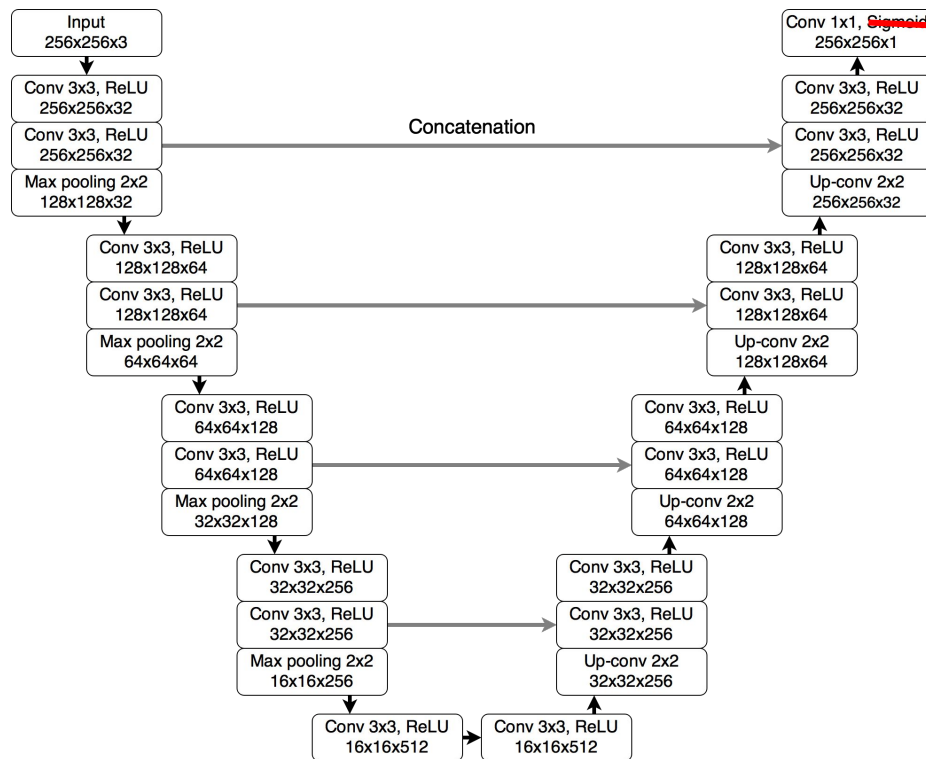 Input
256x256x3
Conv 3x3, ReLU
256x256x32
Conv 3x3, ReLU
256x256x32
Max pooling 2x2
128x128x32
Conv 3x3, ReLU
128x128x64
Conv 3x3, ReLU
128x128x64
Max pooling 2x2
64x64x64
Conv 3x3, ReLU
64x64x128
Conv 3x3, ReLU
64x64x128
Max pooling 2x2
32x32x128
Conv 3x3, ReLU
32x32x256
Conv 3x3, ReLU
32x32x256
Max pooling 2x2
16x16x256
Conv 3x3, ReLU
16x16x512
Conv 3x3, ReLU
16x16x512
Concatenation
Conv 1x1,
256x256x1
Conv 3x3, ReLU
256x256x32
Conv 3x3, ReLU
256x256x32
Up-conv 2x2
256x256x32
Conv 3x3, ReLU
128x128x64
Conv 3x3, ReLU
128x128x64
Up-conv 2x2
128x128x64
Conv 3x3, ReLU
64x64x128
Conv 3x3, ReLU
64x64x128
Up-conv 2x2
64x64x128
Conv 3x3, ReLU
32x32x256
Conv 3x3, ReLU
32x32x256
Up-conv 2x2
32x32x256